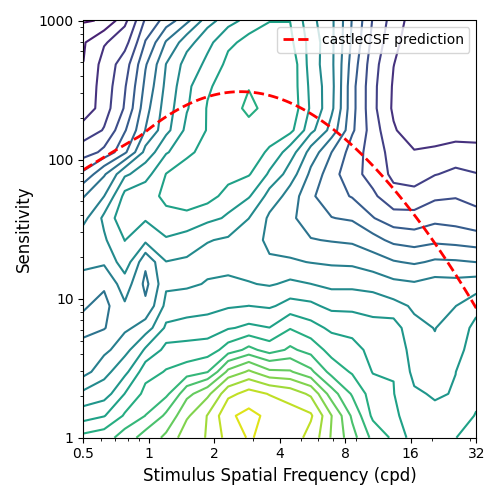 1000
castleCSF prediction
100
Sensitivity
10
1
0.5 1 2 4 8 16 32
Stimulus Spatial Frequency (cpd)